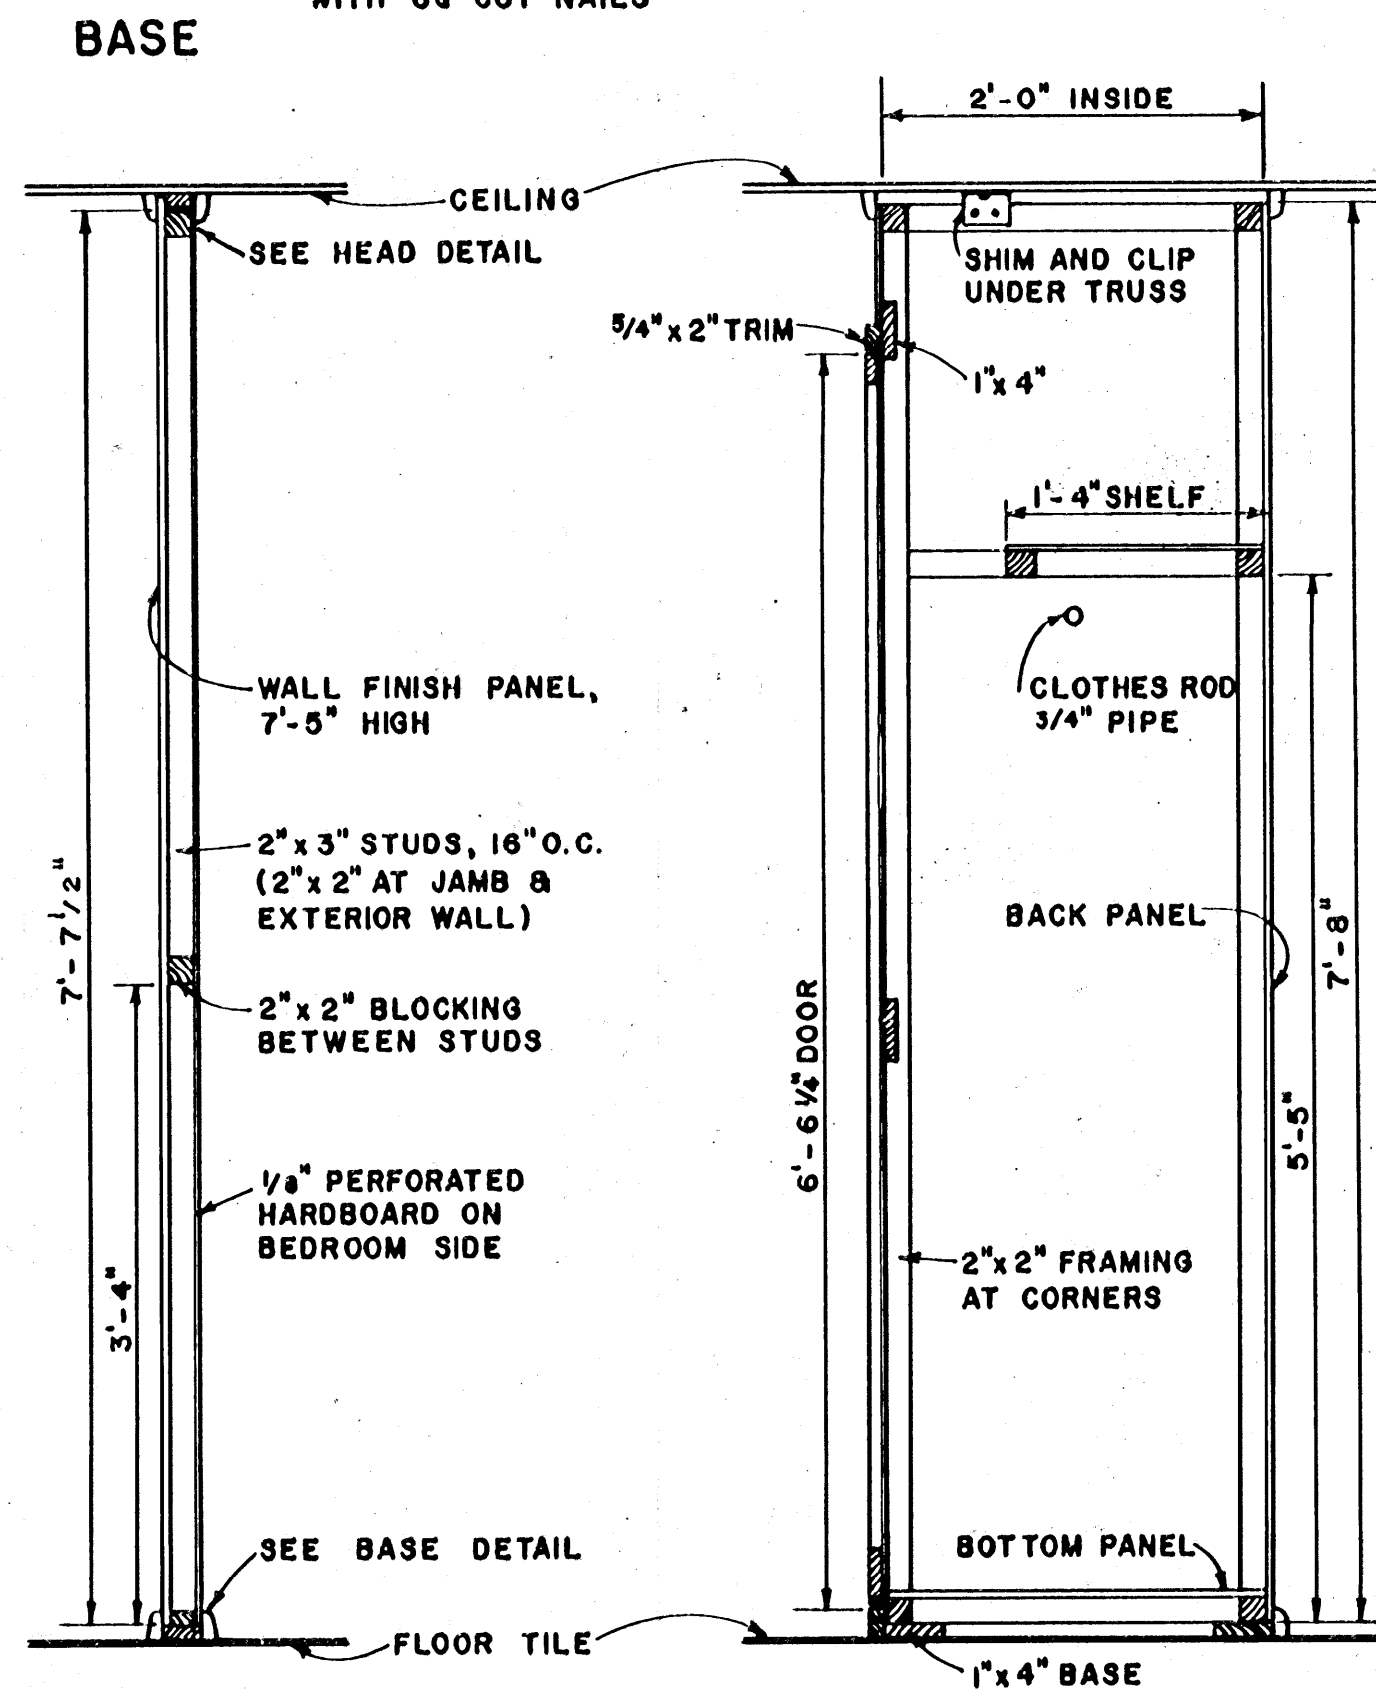 BASE
2'-0" INSIDE
CEILING
SEE HEAD DETAIL
SHIM AND CLIP
UNDER TRUSS
5/4" x 2" TRIM
1" x 4"
1'-4" SHELF
WALL FINISH PANEL,
7'-5" HIGH
CLOTHES ROD
3/4" PIPE
2" x 3" STUDS, 16" O.C.
(2" x 2" AT JAMB &
EXTERIOR WALL)
7'-7 1/2"
BACK PANEL
7'-8"
2" x 2" BLOCKING
BETWEEN STUDS
6'-6 1/4" DOOR
5'-5"
1/8" PERFORATED
HARDBOARD ON
BEDROOM SIDE
3'-4"
2" x 2" FRAMING
AT CORNERS
SEE BASE DETAIL
BOTTOM PANEL
FLOOR TILE
1" x 4" BASE